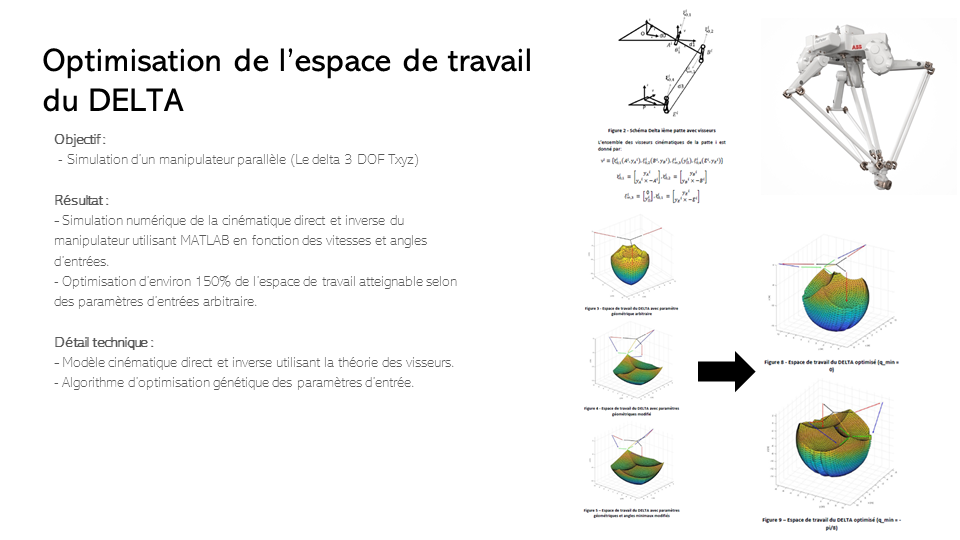 Optimisation de l'espace de travail
du DELTA
Objectif :
- Simulation d'un manipulateur parallèle (Le delta 3 DOF Txyz)
Résultat :
- Simulation numérique de la cinématique direct et inverse du
manipulateur utilisant MATLAB en fonction des vitesses et angles
d'entrées.
- Optimisation d'environ 150% de l'espace de travail atteignable selon
des paramètres d'entrées arbitraire.
Détail technique :
- Modèle cinématique direct et inverse utilisant la théorie des visseurs.
- Algorithme d'optimisation génétique des paramètres d'entrée.
Figure 2 - Schéma Delta ième patte avec visseurs
L'ensemble des visseurs cinématiques de la patte i est
donné par:
ABB
Figure 3 - Espace de travail du DELTA avec paramètre
géométrique arbitraire
Figure 4 - Espace de travail du DELTA avec paramètres
géométriques modifié
Figure 5 - Espace de travail du DELTA avec paramètres
géométriques et angles minimaux modifiés
Figure 8 - Espace de travail du DELTA optimisé (q_min =
0)
Figure 9 – Espace de travail du DELTA optimisé (q_min = -
pi/6)